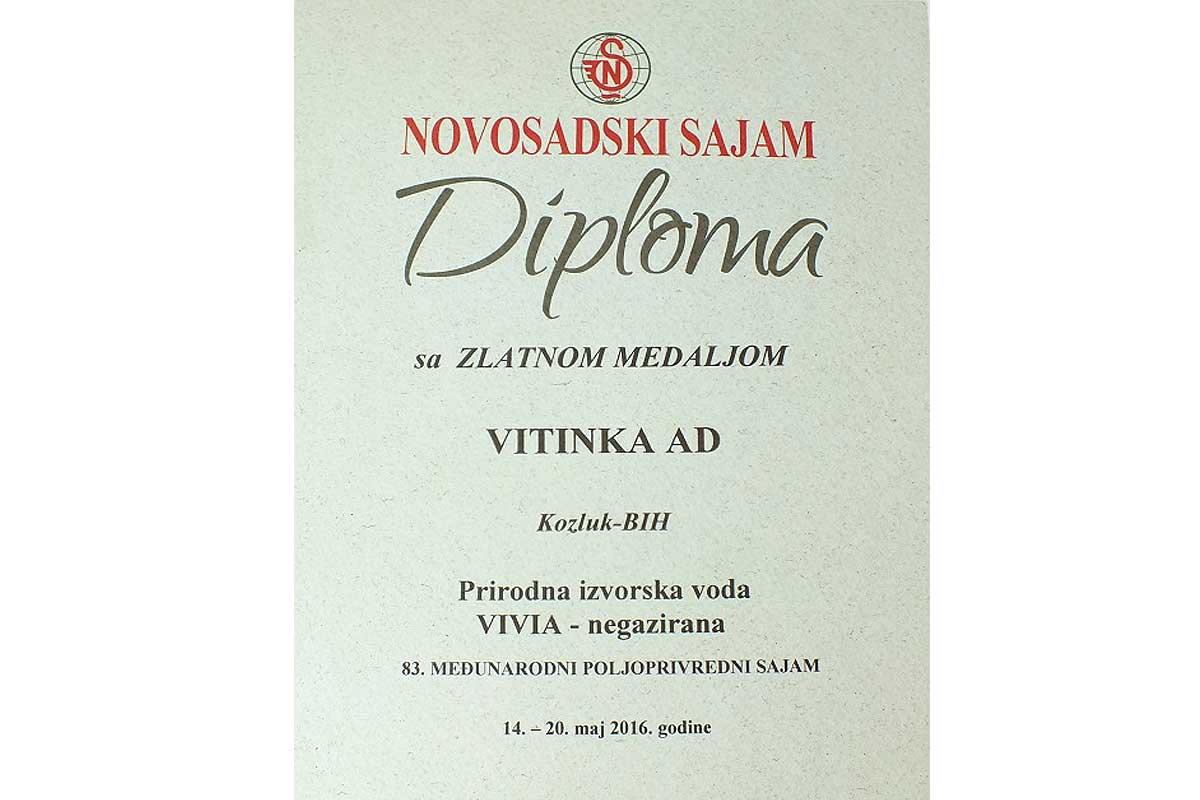 SN
NOVOSADSKI SAJAM
Diploma
sa ZLATNOM MEDALJOM
VITINKA AD
Kozluk-BIH
Prirodna izvorska voda
VIVIA - negazirana
83. MEĐUNARODNI POLJOPRIVREDNI SAJAM
14. – 20. maj 2016. godine